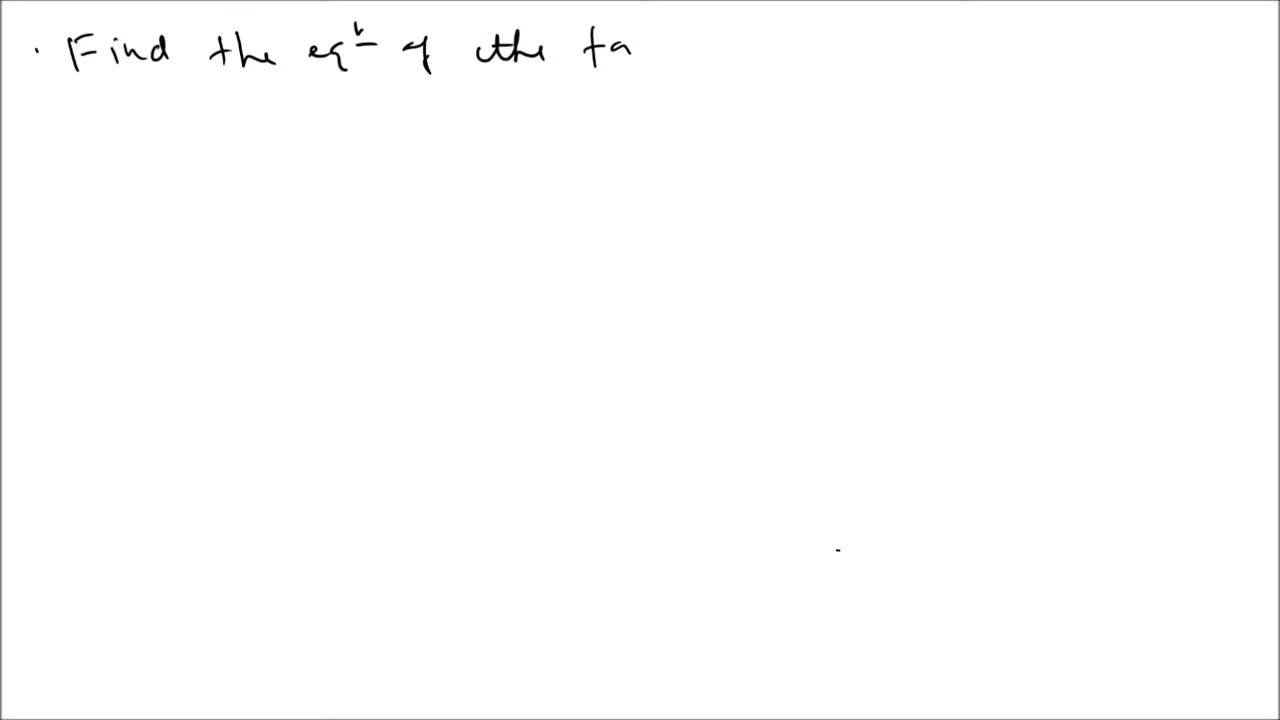 . Find the eqⁿ of the ta